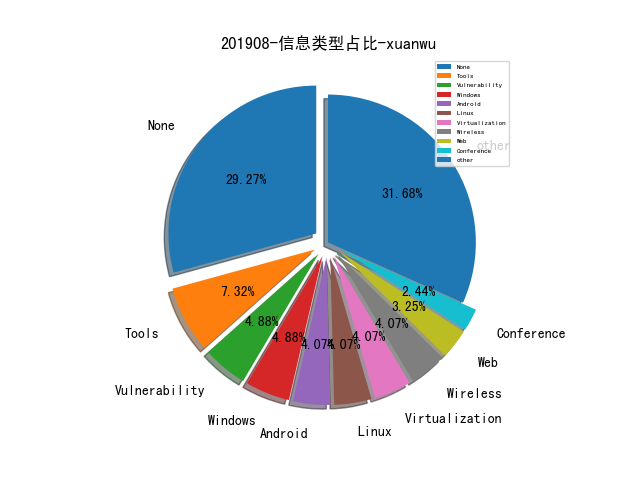 201908-信息类型占比-xuanwu
None
Tools
Vulnerability
Windows
Android
Linux
Virtualization
Wireless
Web
Conference
other
None
other
29.27%
31.68%
7.32%
2.44%
3.25%
4.88%
4.07%
4.88%
4.07%
4.07%
4.07%
Tools
Conference
Web
Vulnerability
Wireless
Windows
Virtualization
Android
Linux